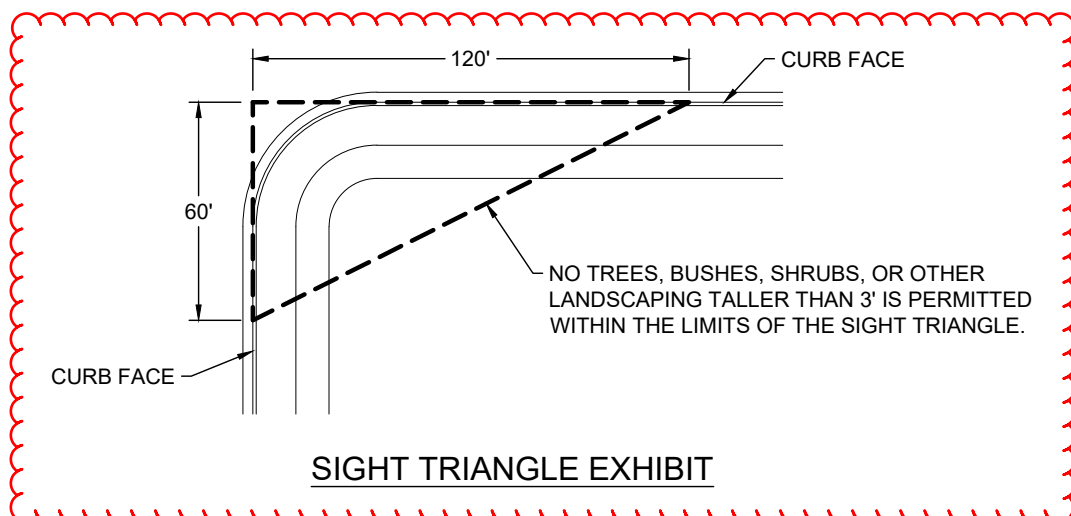 120'
CURB FACE
60'
NO TREES, BUSHES, SHRUBS, OR OTHER
LANDSCAPING TALLER THAN 3' IS PERMITTED
WITHIN THE LIMITS OF THE SIGHT TRIANGLE.
CURB FACE
SIGHT TRIANGLE EXHIBIT